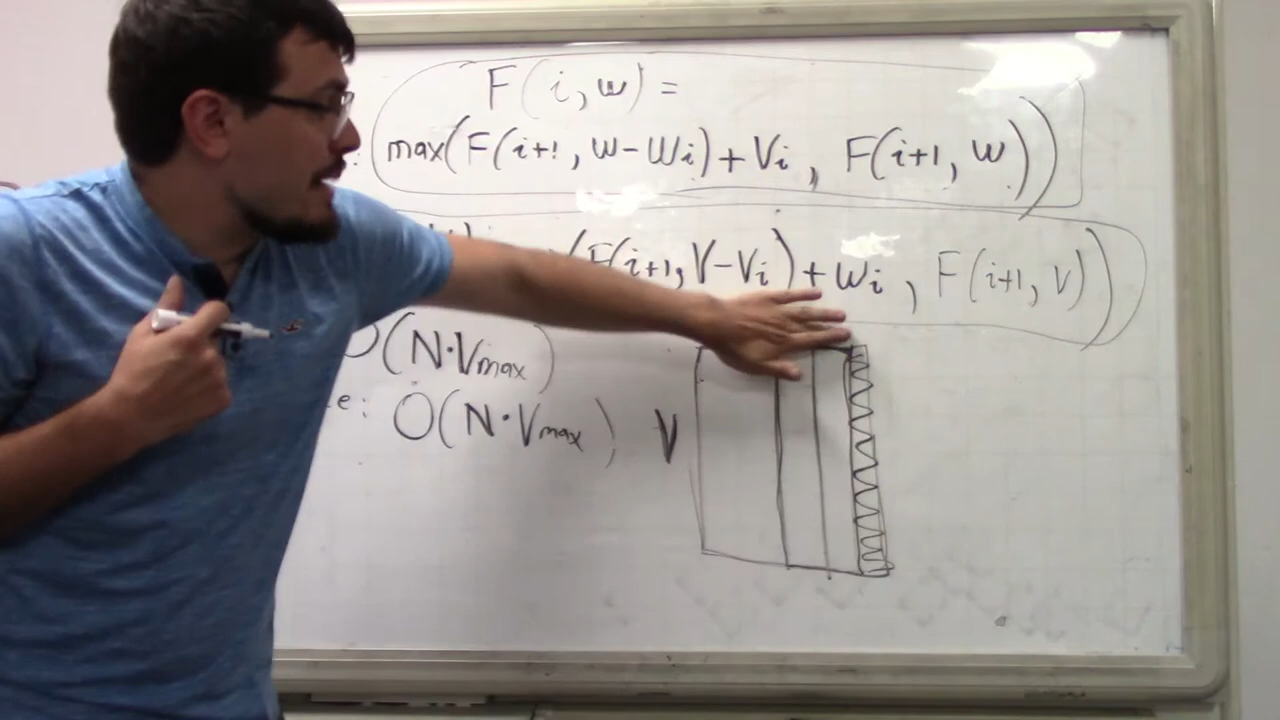 F(i, w) =
: max(F(i+1, w-wi)+Vi, F(i+1, w))
(F(i+1, V-Vi)+wi, F(i+1, V))
O(N·Vmax)
e: O(N·Vmax)
V